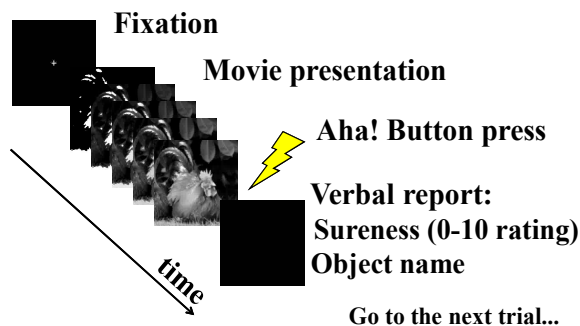 Fixation
Movie presentation
Aha! Button press
Verbal report:
Sureness (0-10 rating)
Object name
time
Go to the next trial...